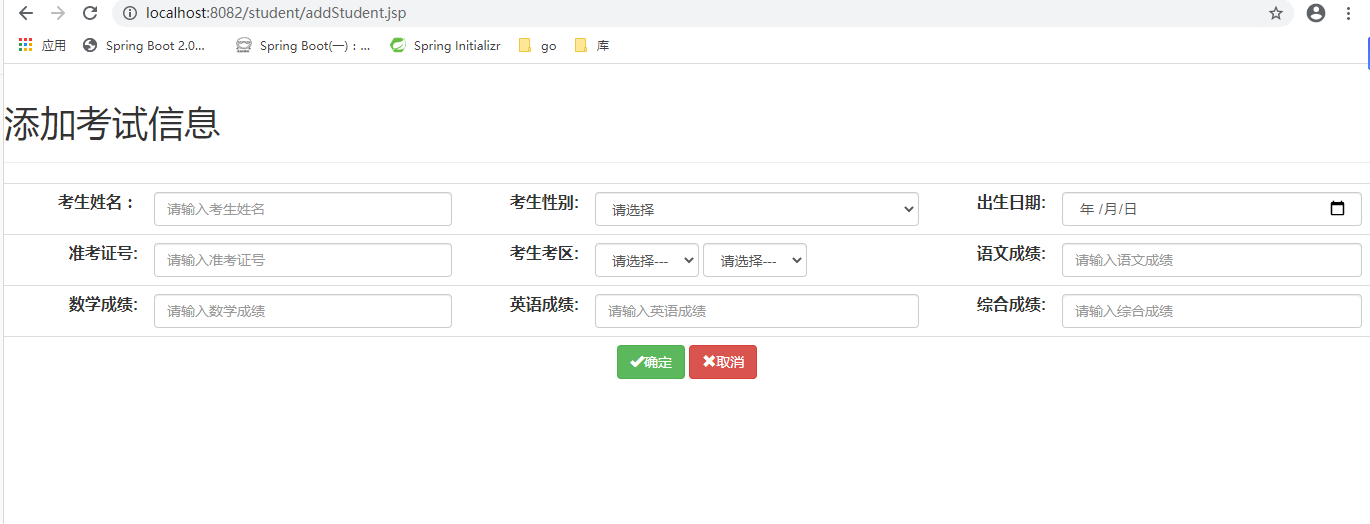 localhost:8082/student/addStudent.jsp
应用 Spring Boot 2.0... Spring Boot(一)：... Spring Initializr go 库
添加考试信息
考生姓名： 请输入考生姓名 考生性别: 请选择 出生日期: 年 /月/日
准考证号: 请输入准考证号 考生考区: 请选择--- 请选择--- 语文成绩: 请输入语文成绩
数学成绩: 请输入数学成绩 英语成绩: 请输入英语成绩 综合成绩: 请输入综合成绩
确定 取消